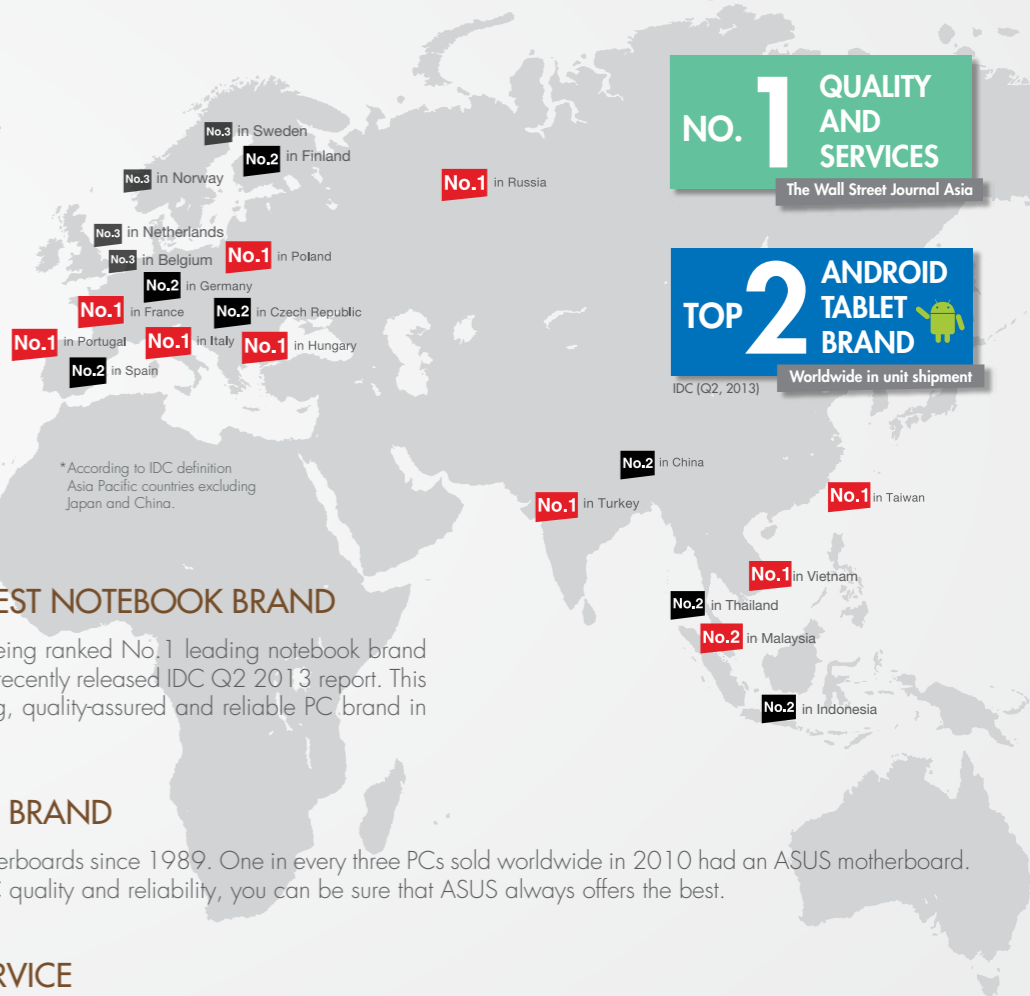 NO. 1 QUALITY
AND
SERVICES
The Wall Street Journal Asia
No.3 in Sweden
No.2 in Finland
No.3 in Norway
No.1 in Russia
No.3 in Netherlands
No.3 in Belgium
No.1 in Poland
No.2 in Germany
No.1 in France
No.2 in Czech Republic
No.1 in Portugal
No.1 in Italy
No.1 in Hungary
No.2 in Spain
TOP 2 ANDROID
TABLET
BRAND
Worldwide in unit shipment
IDC (Q2, 2013)
*According to IDC definition
Asia Pacific countries excluding
Japan and China.
No.2 in China
No.1 in Turkey
No.1 in Taiwan
No.1 in Vietnam
No.2 in Thailand
No.2 in Malaysia
No.2 in Indonesia
EST NOTEBOOK BRAND
eing ranked No.1 leading notebook brand
recently released IDC Q2 2013 report. This
g, quality-assured and reliable PC brand in
BRAND
erboards since 1989. One in every three PCs sold worldwide in 2010 had an ASUS motherboard.
quality and reliability, you can be sure that ASUS always offers the best.
RVICE